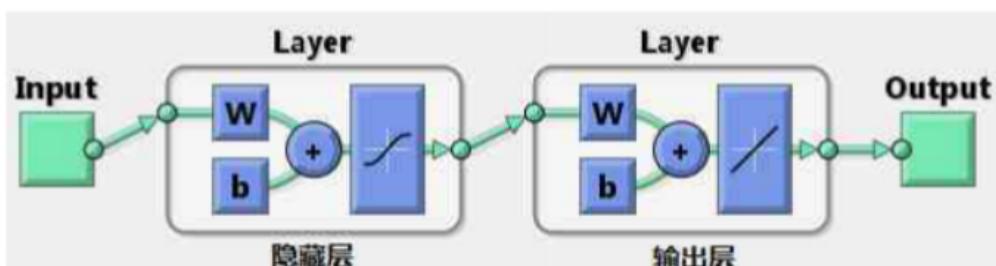 Layer
Layer
Input
Output
W
W
+
+
b
b
隐藏层
输出层